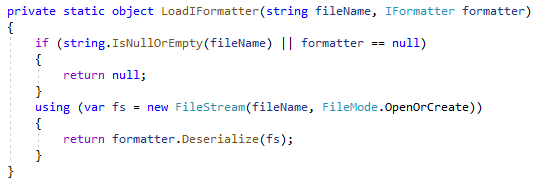 private static object LoadIFormatter(string fileName, IFormatter formatter)
{
    if (string.IsNullOrEmpty(fileName) || formatter == null)
    {
        return null;
    }
    using (var fs = new FileStream(fileName, FileMode.OpenOrCreate))
    {
        return formatter.Deserialize(fs);
    }
}